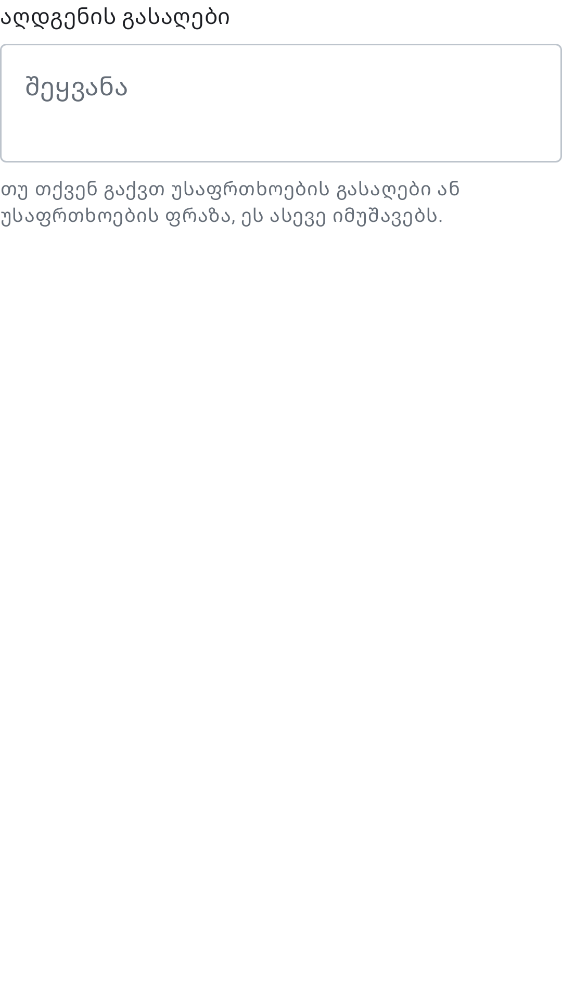 აღდგენის გასაღები
შეყვანა
თუ თქვენ გაქვთ უსაფრთხოების გასაღები ან
უსაფრთხოების ფრაზა, ეს ასევე იმუშავებს.